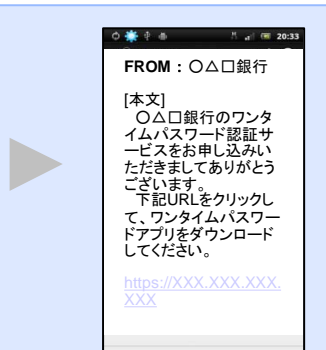 20:33
FROM：〇△□銀行
[本文]
　〇△□銀行のワンタ
イムパスワード認証サ
ービスをお申し込みい
ただきましてありがとう
ございます。
　下記URLをクリックし
て、ワンタイムパスワー
ドアプリをダウンロード
してください。
https://XXX.XXX.XXX.
XXX